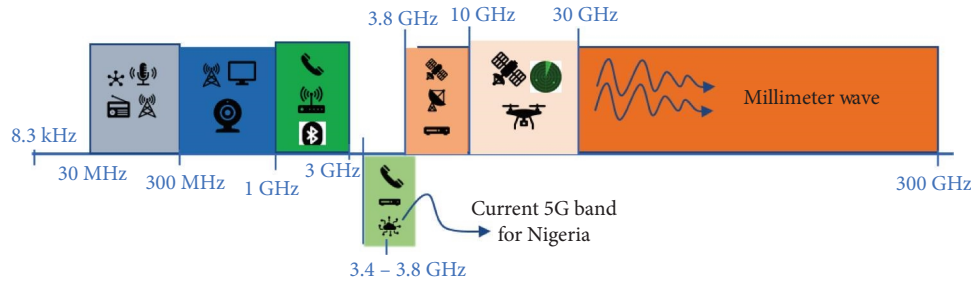 3.8 GHz
10 GHz
30 GHz
Millimeter wave
8.3 kHz
30 MHz
300 MHz
1 GHz
3 GHz
300 GHz
Current 5G band
for Nigeria
3.4 – 3.8 GHz